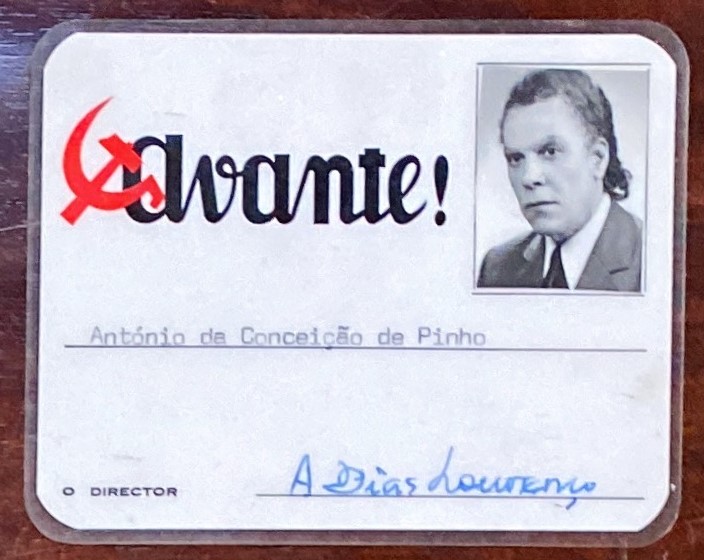 avante!
António da Conceição de Pinho
O DIRECTOR
A Dias Lourenço